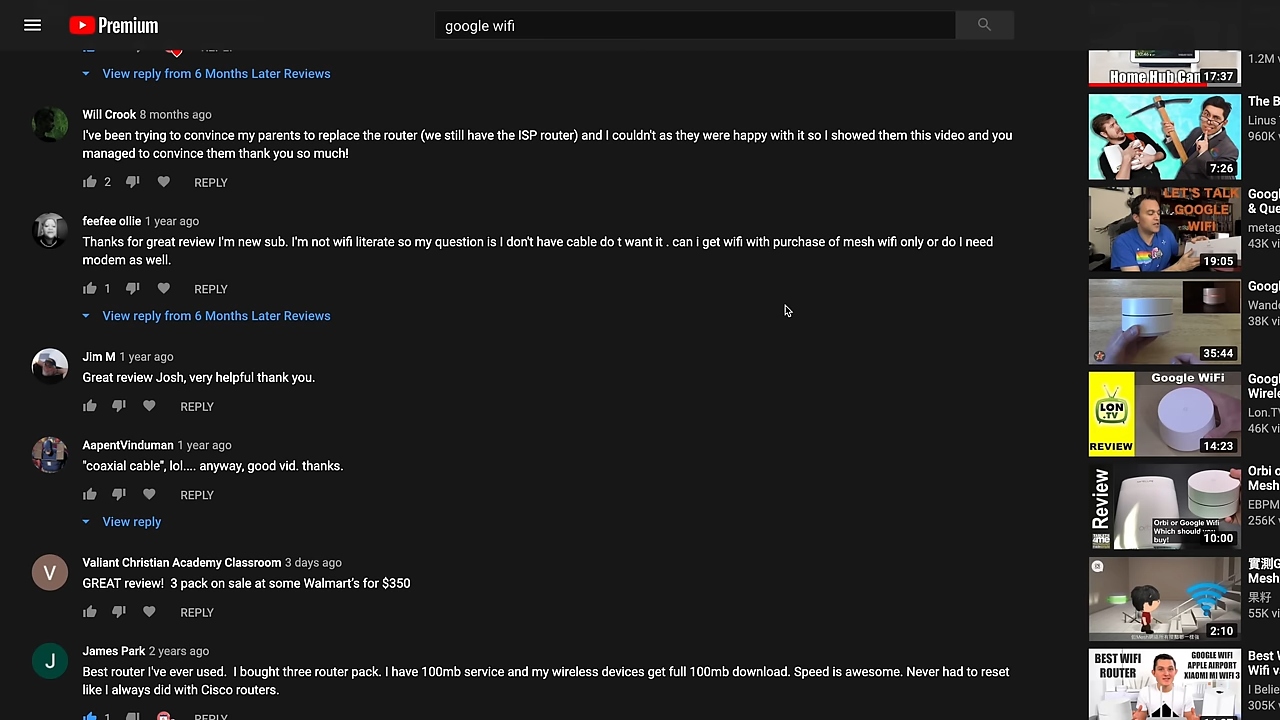 Premium
google wifi
REPLY
View reply from 6 Months Later Reviews
Will Crook 8 months ago
I've been trying to convince my parents to replace the router (we still have the ISP router) and I couldn't as they were happy with it so I showed them this video and you
managed to convince them thank you so much!
2 REPLY
feefee ollie 1 year ago
Thanks for great review I'm new sub. I'm not wifi literate so my question is I don't have cable do t want it . can i get wifi with purchase of mesh wifi only or do I need
modem as well.
1 REPLY
View reply from 6 Months Later Reviews
Jim M 1 year ago
Great review Josh, very helpful thank you.
REPLY
AapentVinduman 1 year ago
"coaxial cable", lol.... anyway, good vid. thanks.
REPLY
View reply
Valiant Christian Academy Classroom 3 days ago
GREAT review!  3 pack on sale at some Walmart's for $350
REPLY
James Park 2 years ago
Best router I've ever used.  I bought three router pack. I have 100mb service and my wireless devices get full 100mb download. Speed is awesome. Never had to reset
like I always did with Cisco routers.
1 REPLY
Home Hub Can 17:37
1.2M
7:26
The B
Linus
960K
LET'S TALK
GOOGLE
WIFI
19:05
Googl
& Que
metag
43K vi
35:44
Googl
Wando
38K vi
Google WiFi
LON
.TV
REVIEW
14:23
Googl
Wirele
Lon.T
46K vi
Review
Orbi or Google Wifi
Which should you
buy!
10:00
Orbi o
Mesh
EBPM
256K
2:10
實測G
Mesh
果籽
55K vi
BEST WIFI
ROUTER
GOOGLE WIFI
APPLE AIRPORT
XIAOMI MI WIFI 3
Best W
Wifi v
I Belie
305K